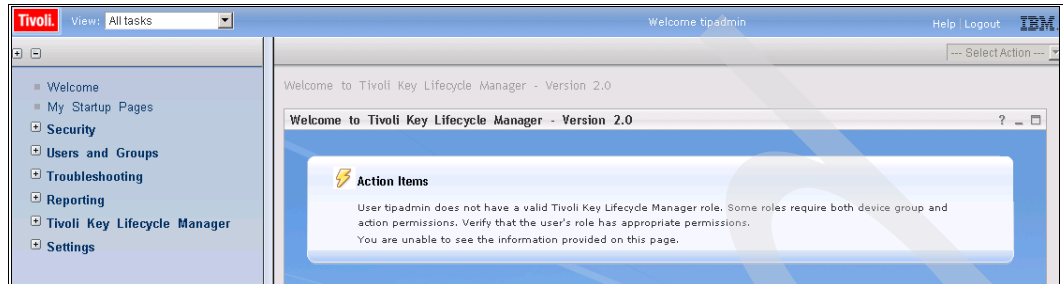 Tivoli. View: All tasks Welcome tipadmin Help Logout IBM.
--- Select Action ---
Welcome
My Startup Pages
Security
Users and Groups
Troubleshooting
Reporting
Tivoli Key Lifecycle Manager
Settings
Welcome to Tivoli Key Lifecycle Manager - Version 2.0
Welcome to Tivoli Key Lifecycle Manager - Version 2.0
Action Items
User tipadmin does not have a valid Tivoli Key Lifecycle Manager role. Some roles require both device group and
action permissions. Verify that the user's role has appropriate permissions.
You are unable to see the information provided on this page.